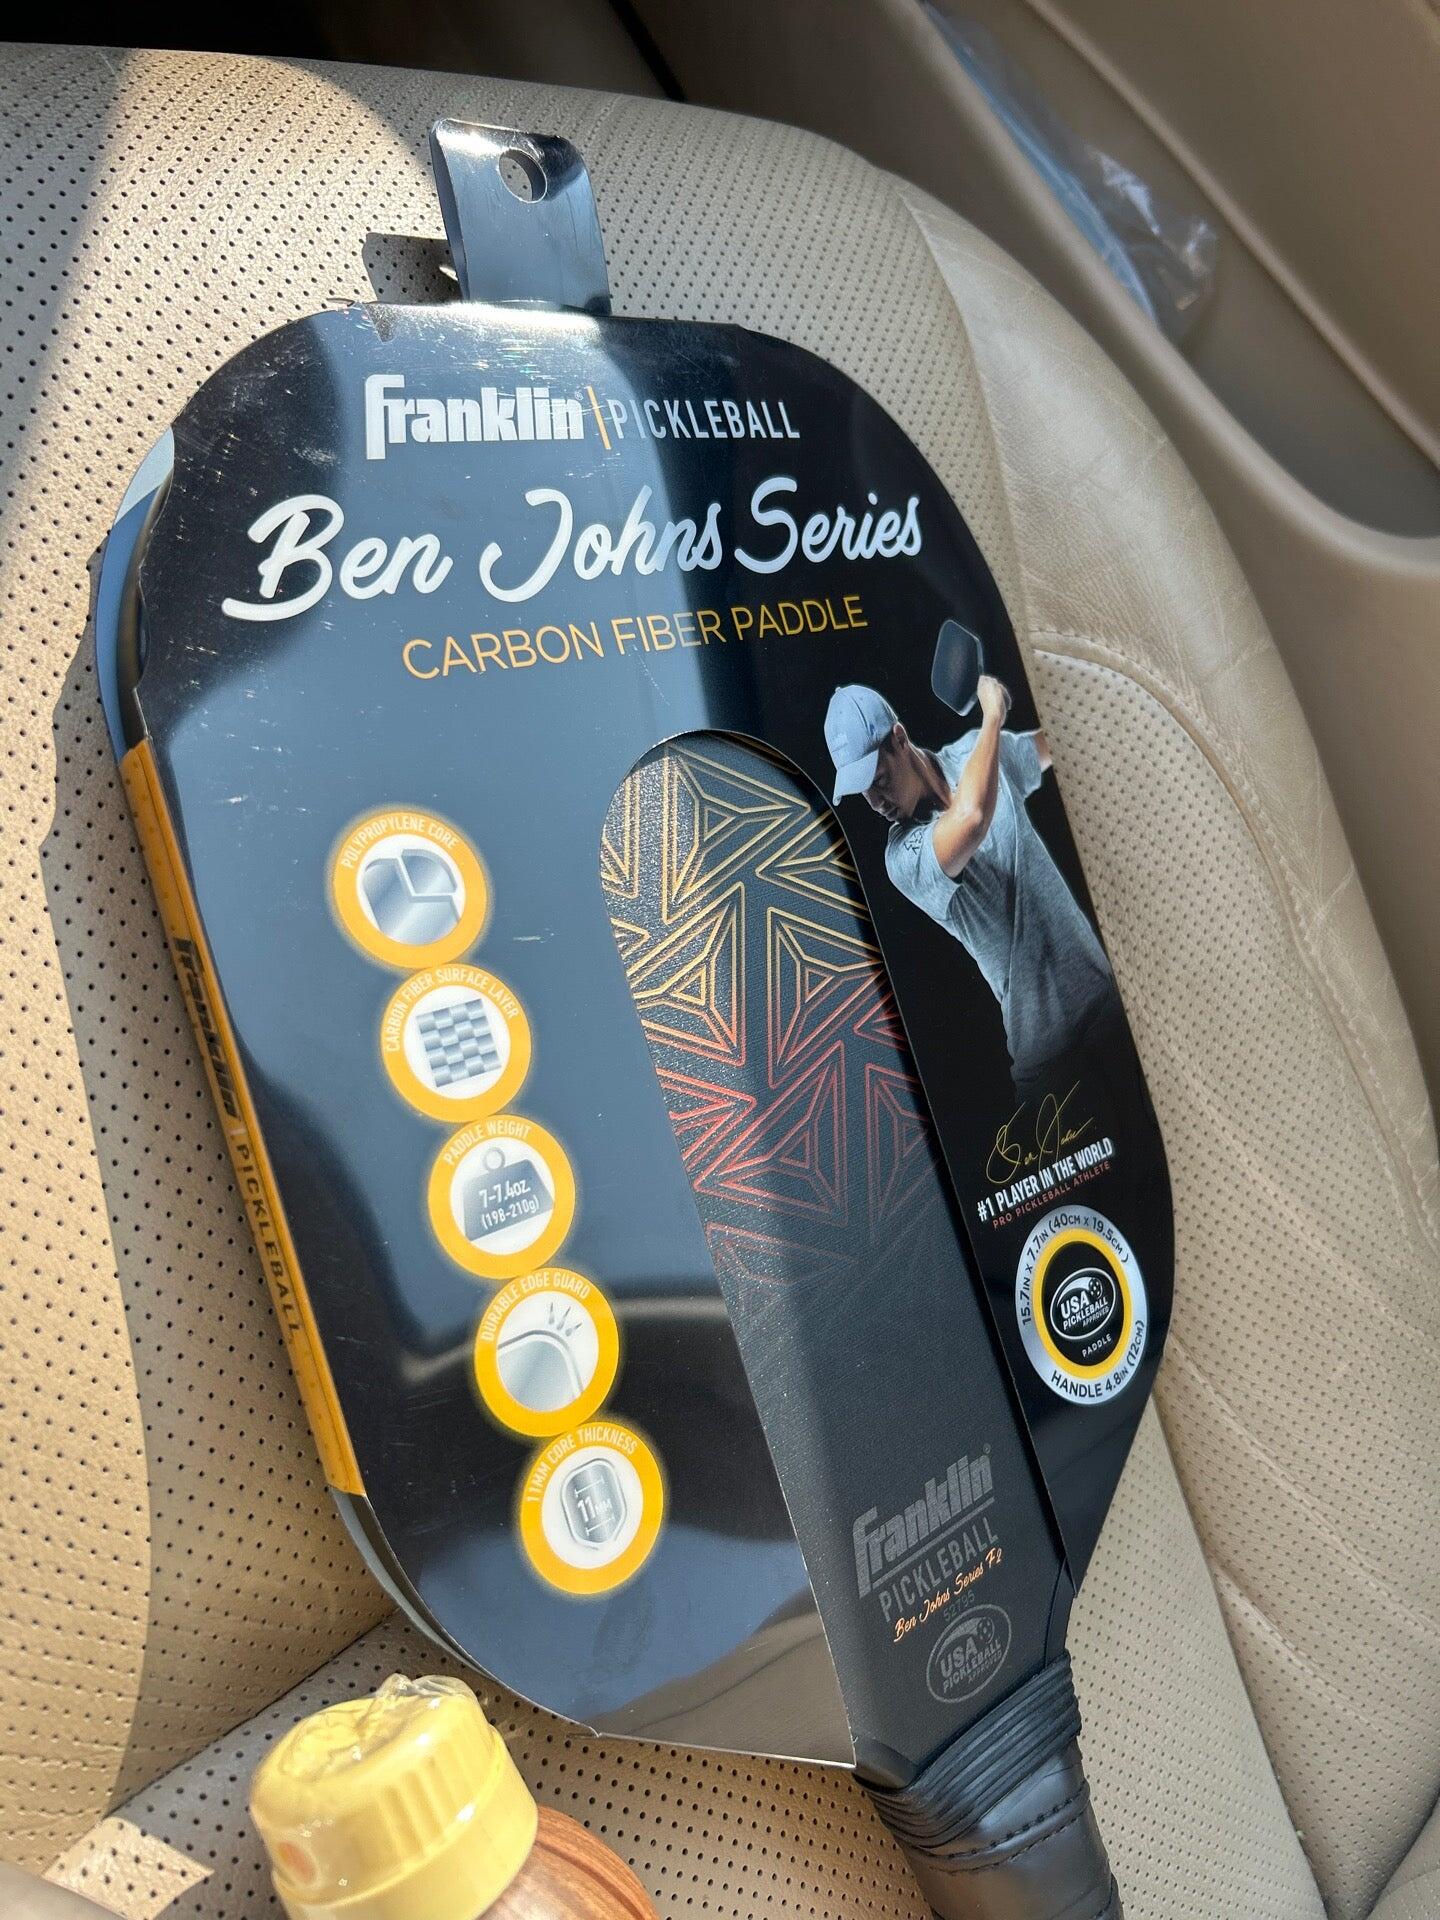 Franklin® | PICKLEBALL
Ben Johns Series
CARBON FIBER PADDLE
POLYPROPYLENE CORE
CARBON FIBER SURFACE LAYER
PADDLE WEIGHT
7-7.4oz
(198-210g)
DURABLE EDGE GUARD
11MM CORE THICKNESS
11MM
Franklin | PICKLEBALL
#1 PLAYER IN THE WORLD
PRO PICKLEBALL ATHLETE
15.7IN X 7.7IN (40CM X 19.5CM)
USA
PICKLEBALL
APPROVED
PADDLE
HANDLE 4.8IN (12CM)
Franklin®
PICKLEBALL
Ben Johns Series F2
52795
USA
PICKLEBALL
APPROVED